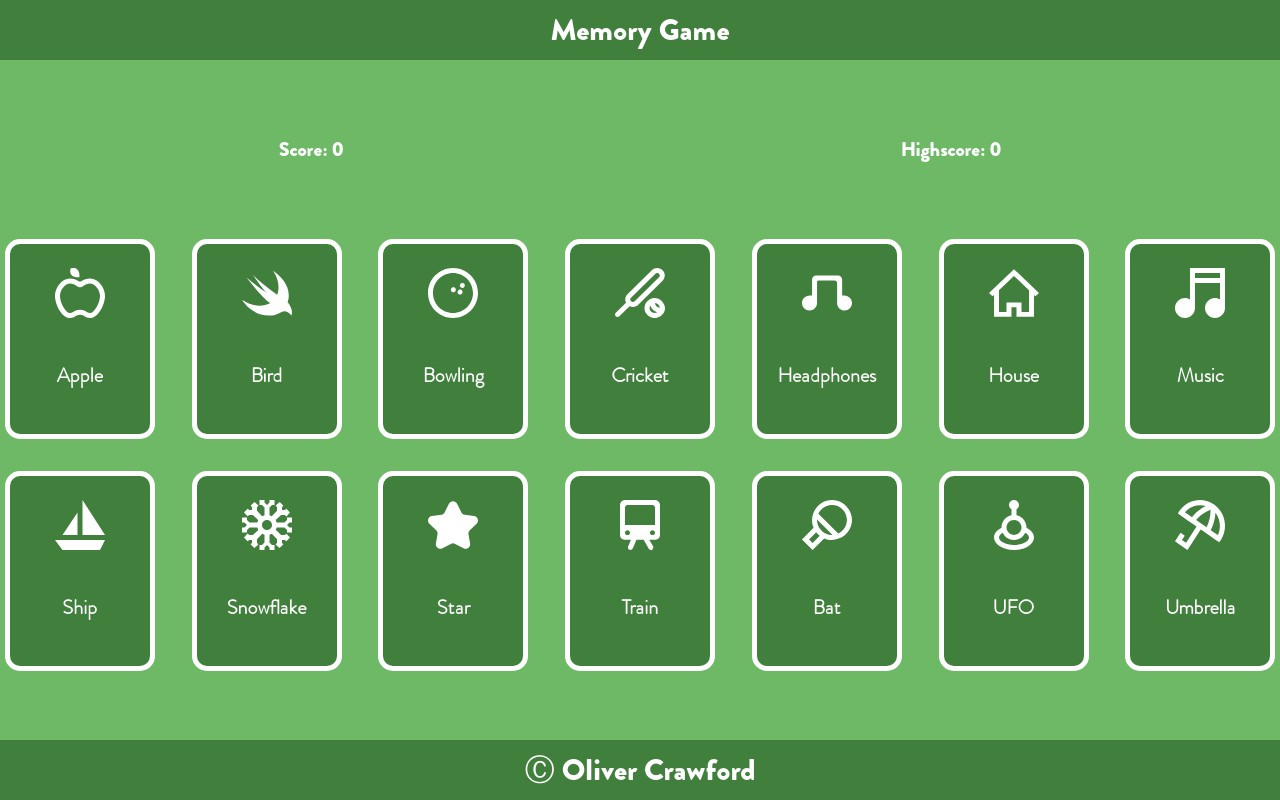 Memory Game
Score: 0
Highscore: 0
Apple
Bird
Bowling
Cricket
Headphones
House
Music
Ship
Snowflake
Star
Train
Bat
UFO
Umbrella
© Oliver Crawford